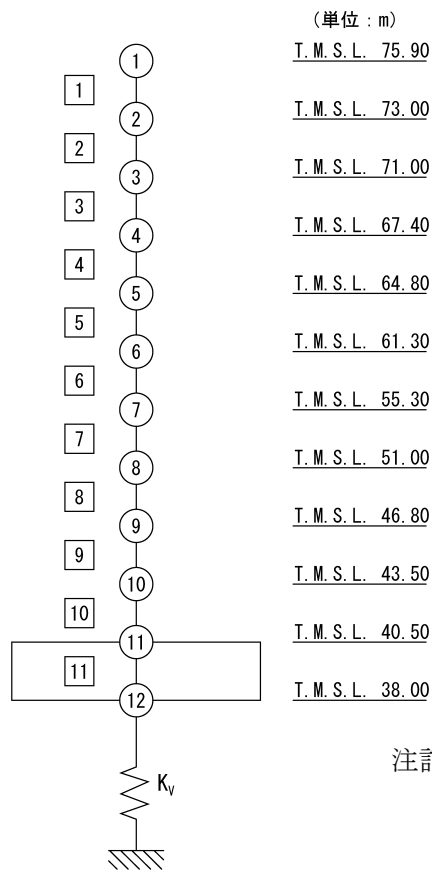 (単位：m)
① T.M.S.L. 75.90
1
② T.M.S.L. 73.00
2
③ T.M.S.L. 71.00
3
④ T.M.S.L. 67.40
4
⑤ T.M.S.L. 64.80
5
⑥ T.M.S.L. 61.30
6
⑦ T.M.S.L. 55.30
7
⑧ T.M.S.L. 51.00
8
⑨ T.M.S.L. 46.80
9
⑩ T.M.S.L. 43.50
10
⑪ T.M.S.L. 40.50
11
⑫ T.M.S.L. 38.00
注
Kv